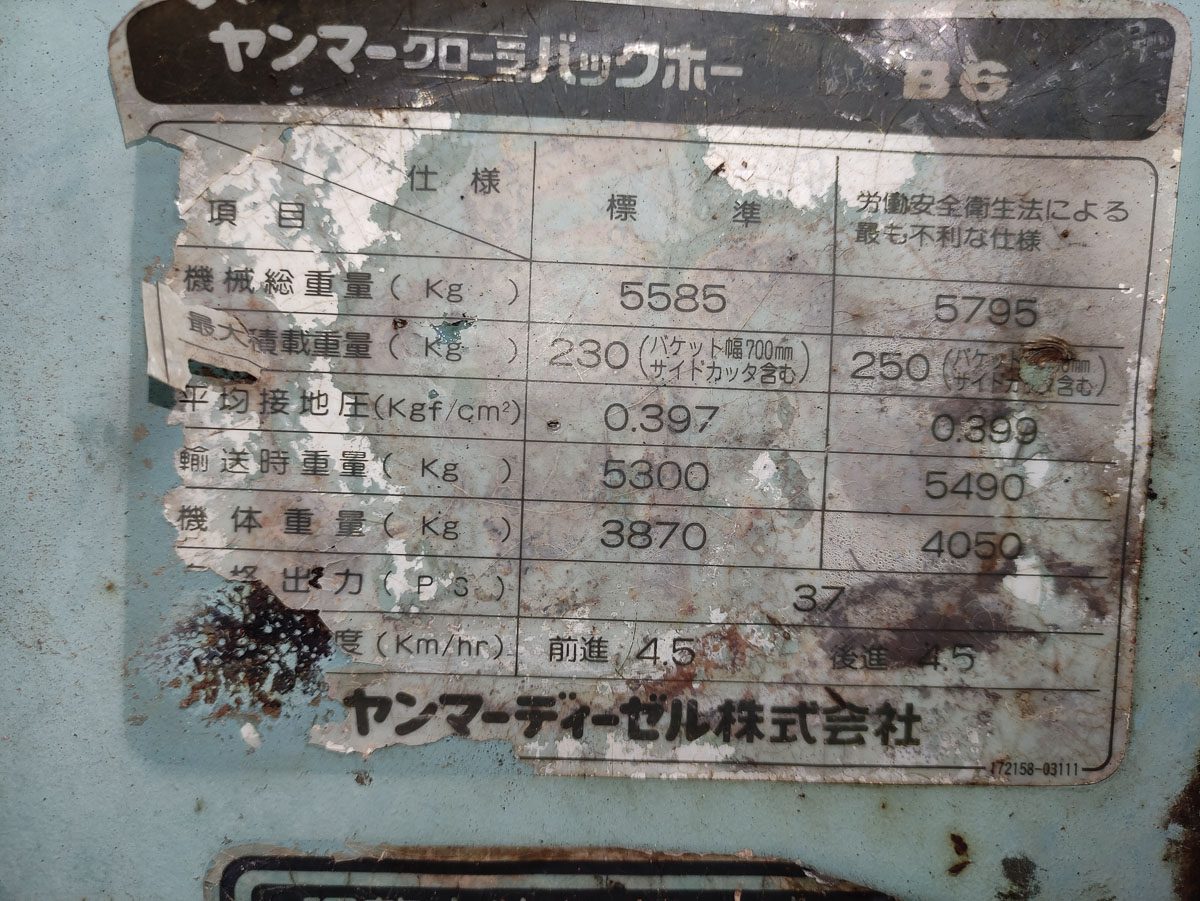 ヤンマークローラバックホー B6
仕様
項目 標準 労働安全衛生法による
最も不利な仕様
機械総重量(Kg) 5585 5795
最大積載重量(Kg) 230(バケット幅700mm サイドカッタ含む) 250(バケット mm サイドカッタ含む)
平均接地圧(Kgf/cm²) 0.397 0.399
輸送時重量(Kg) 5300 5490
機体重量(Kg) 3870 4050
出力(PS) 37
度(Km/hr) 前進 4.5 後進 4.5
ヤンマーディーゼル株式会社
172158-03111